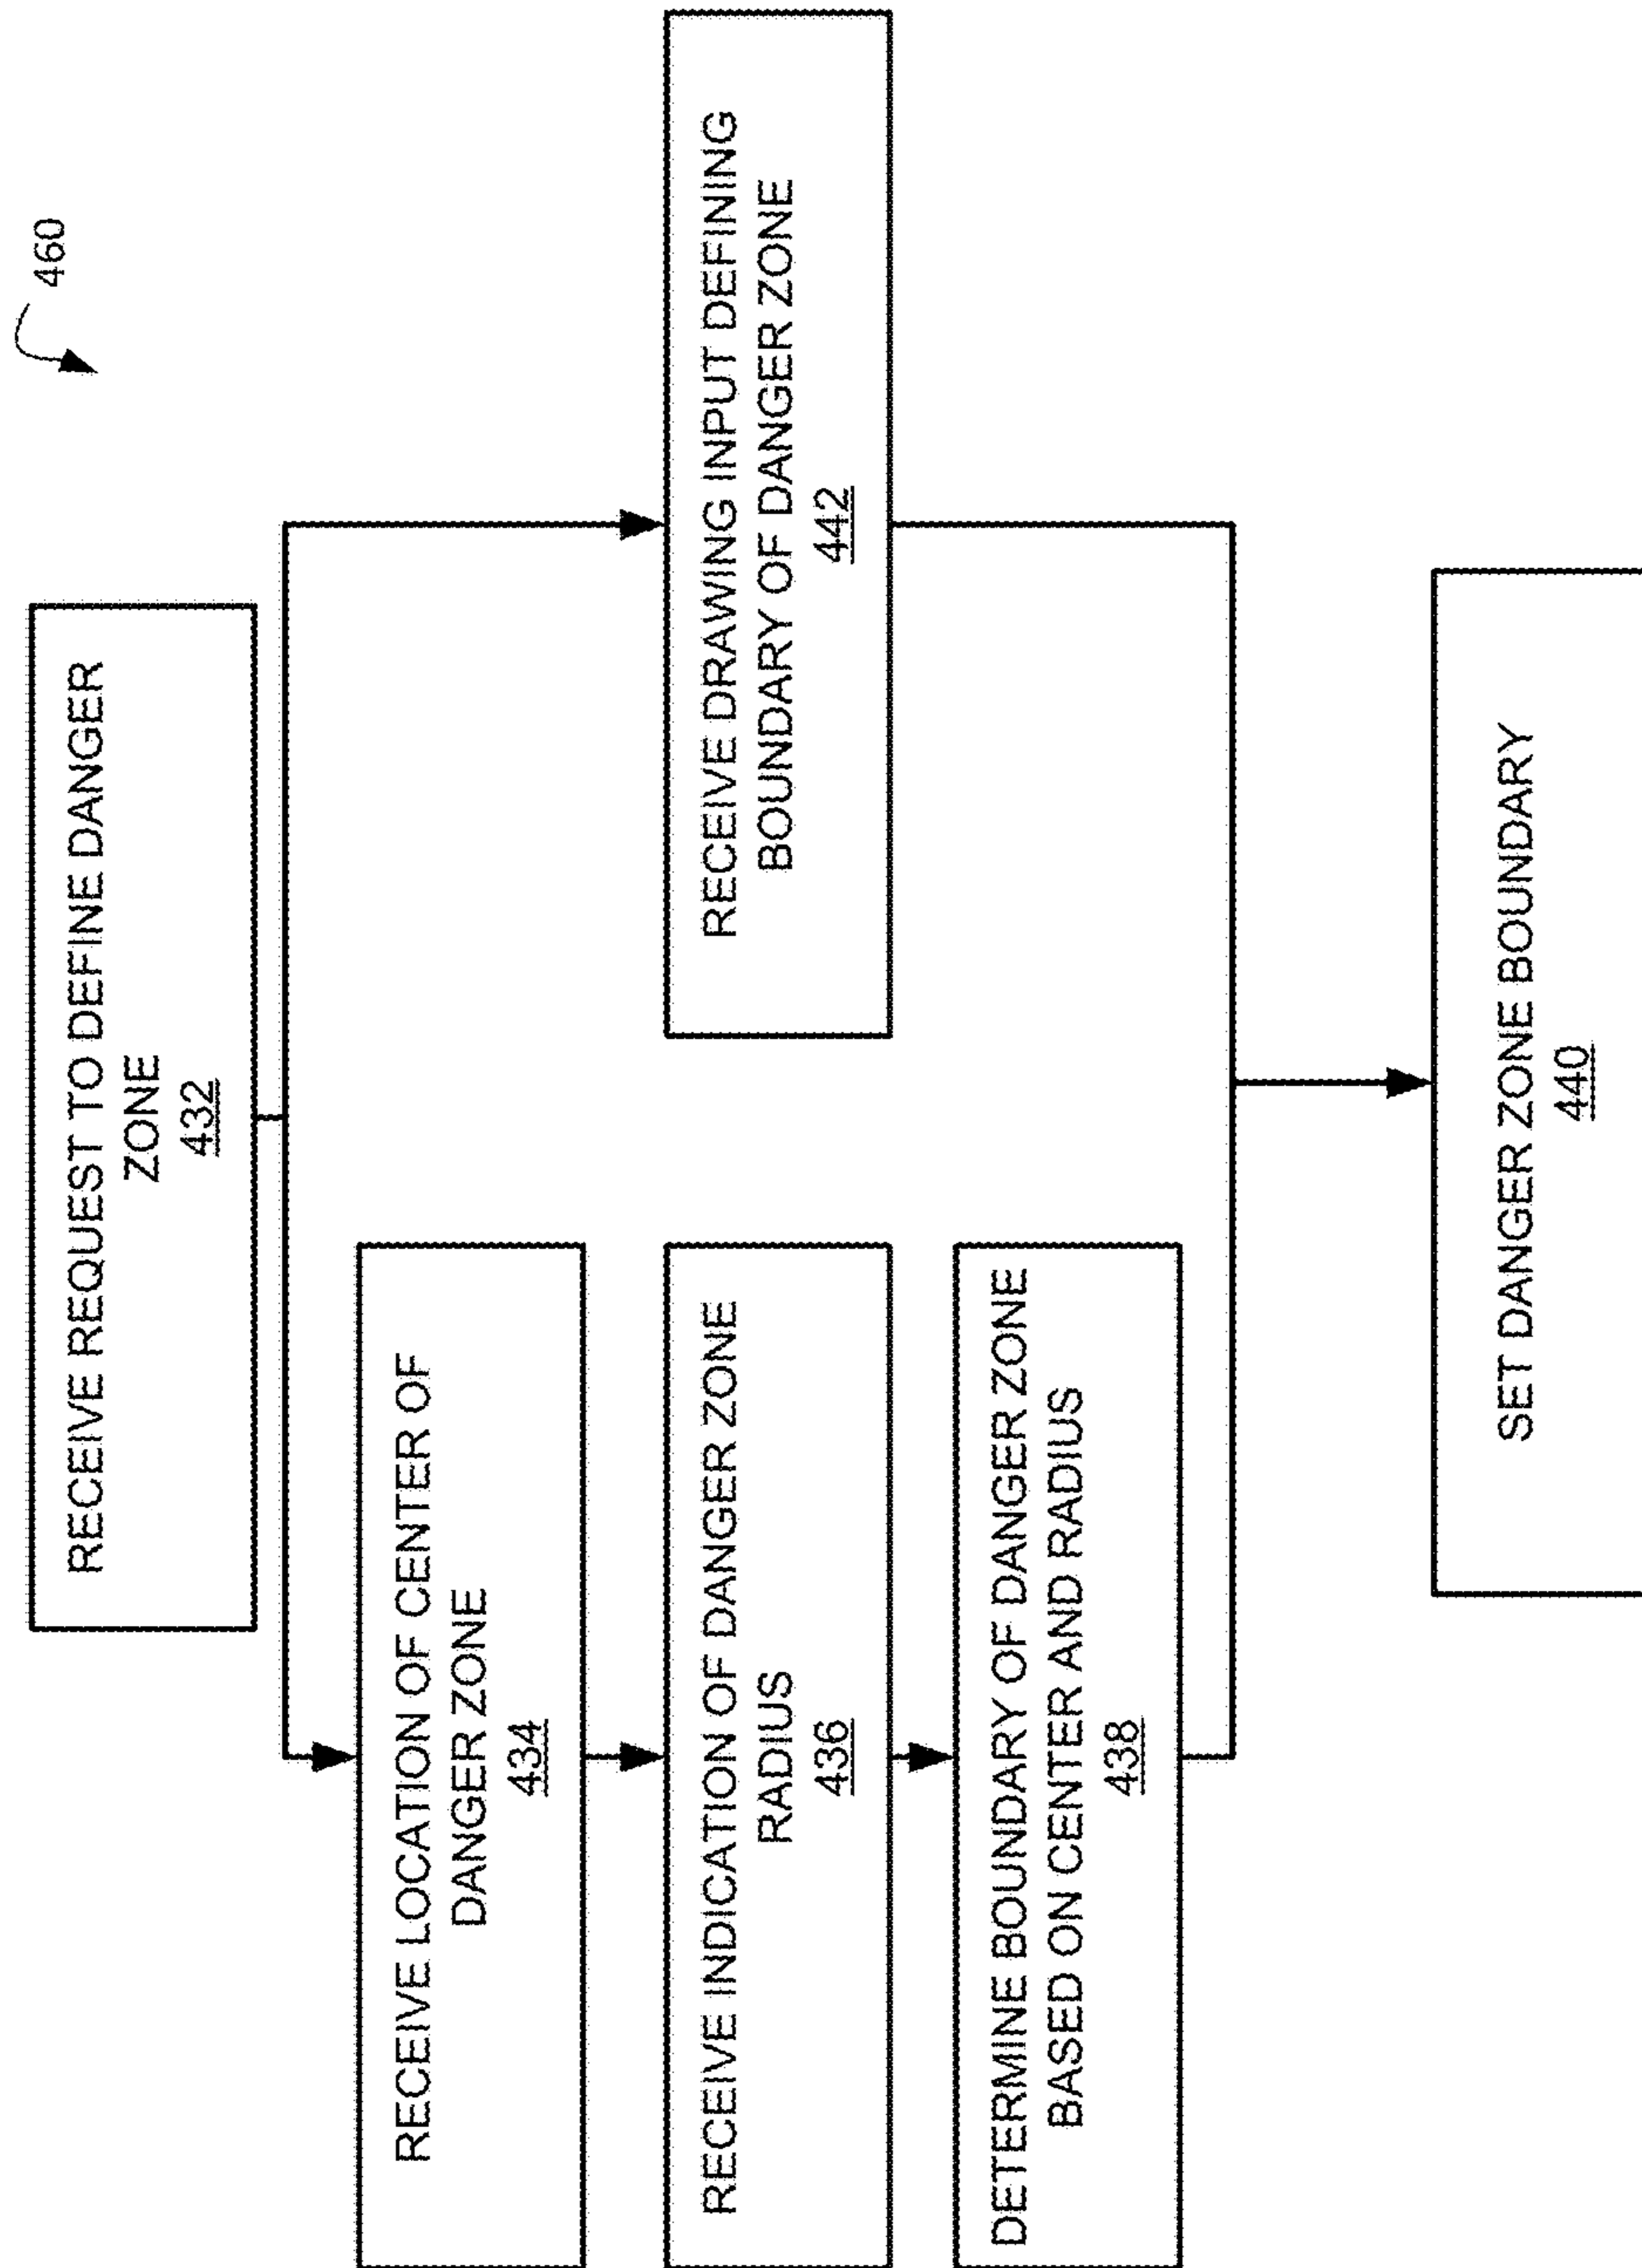 460
RECEIVE REQUEST TO DEFINE DANGER
ZONE
432
RECEIVE LOCATION OF CENTER OF
DANGER ZONE
434
RECEIVE INDICATION OF DANGER ZONE
RADIUS
436
DETERMINE BOUNDARY OF DANGER ZONE
BASED ON CENTER AND RADIUS
438
RECEIVE DRAWING INPUT DEFINING
BOUNDARY OF DANGER ZONE
442
SET DANGER ZONE BOUNDARY
440